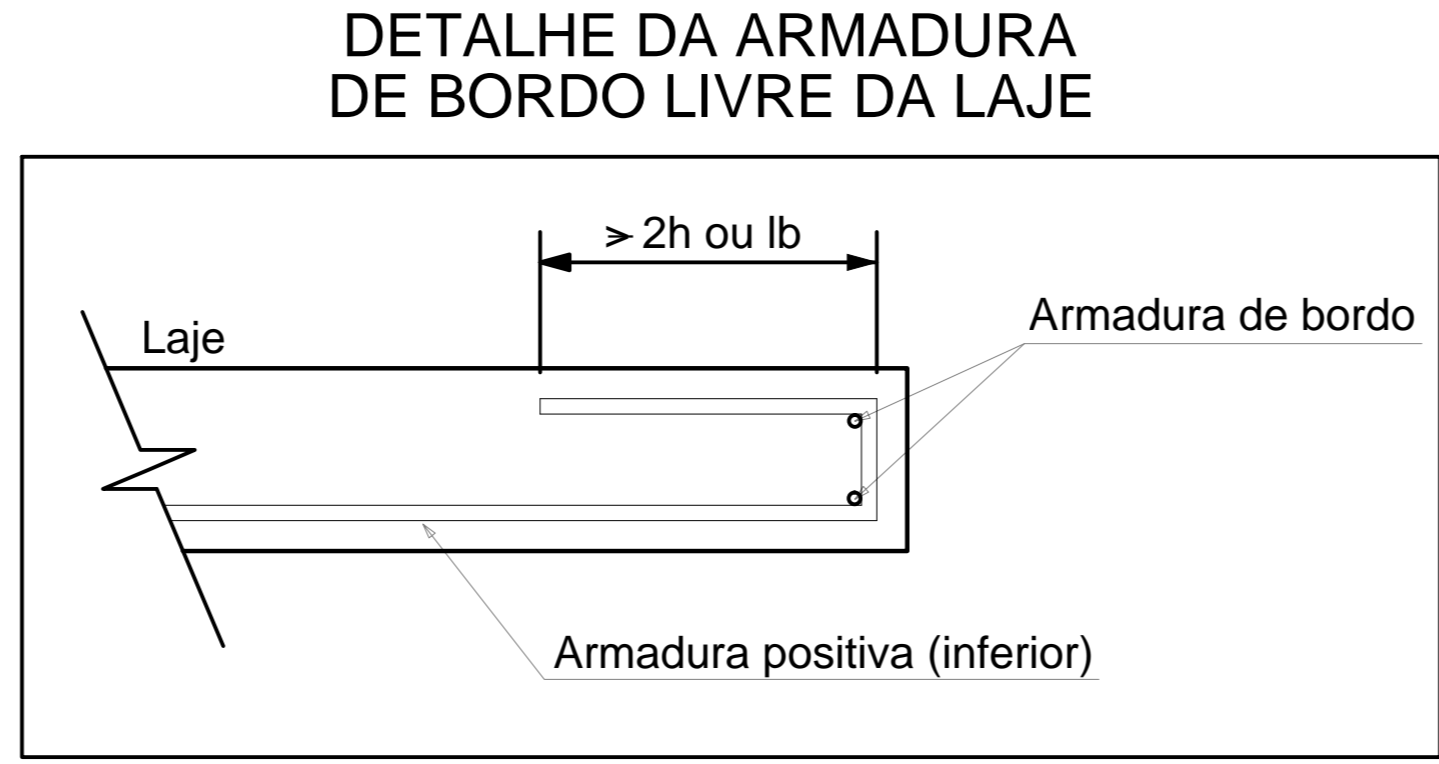 DETALHE DA ARMADURA
DE BORDO LIVRE DA LAJE
≥ 2h ou lb
Armadura de bordo
Laje
Armadura positiva (inferior)